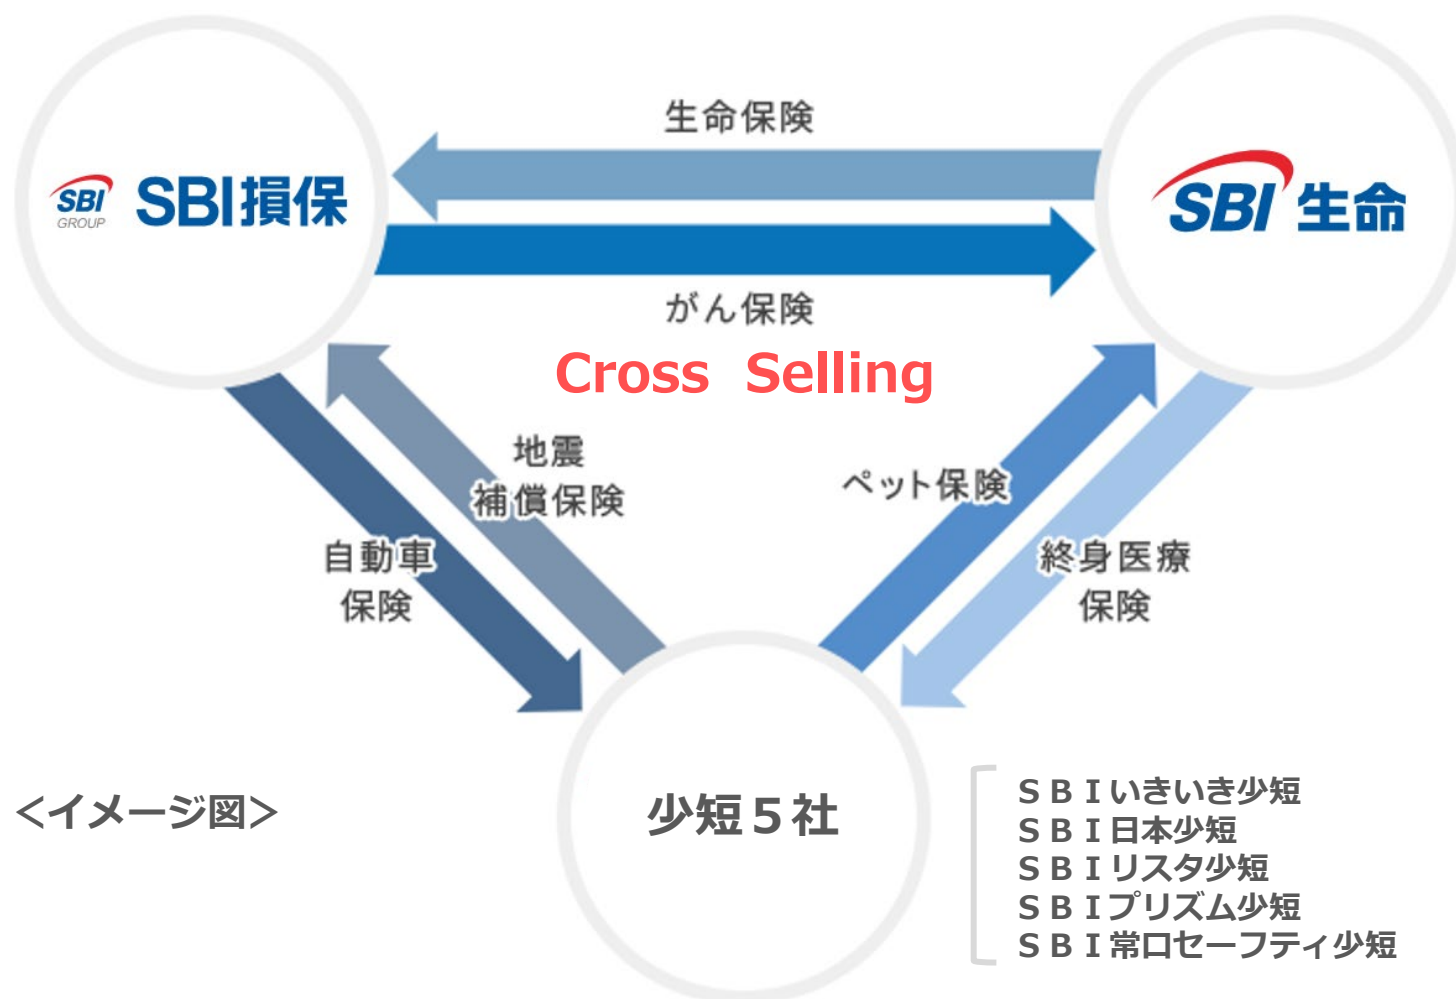 生命保険
SBI
GROUP
SBI損保
SBI生命
がん保険
Cross Selling
地震
補償保険
ペット保険
自動車
保険
終身医療
保険
<イメージ図>
少短5社
SBIいきいき少短
SBI日本少短
SBIリスタ少短
SBIプリズム少短
SBI常口セーフティ少短